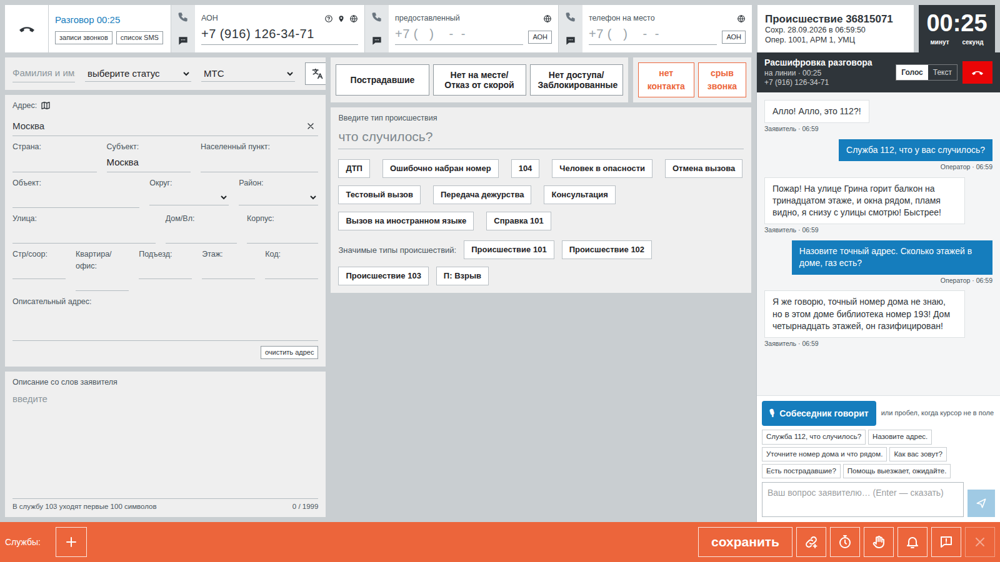 Разговор 00:25
записи звонков
список SMS
АОН
+7 (916) 126-34-71
предоставленный
+7 (   )    -  -
АОН
телефон на место
+7 (   )    -  -
АОН
Происшествие 36815071
Сохр. 28.09.2026 в 06:59:50
Опер. 1001, АРМ 1, УМЦ
00:25
минут секунд
Фамилия и им
выберите статус
МТС
Адрес:
Москва
Страна:
Субъект:
Населенный пункт:
Москва
Объект:
Округ:
Район:
Улица:
Дом/Вл:
Корпус:
Стр/соор:
Квартира/
офис:
Подъезд:
Этаж:
Код:
Описательный адрес:
очистить адрес
Описание со слов заявителя
введите
В службу 103 уходят первые 100 символов
0 / 1999
Пострадавшие
Нет на месте/
Отказ от скорой
Нет доступа/
Заблокированные
нет
контакта
срыв
звонка
Введите тип происшествия
что случилось?
ДТП
Ошибочно набран номер
104
Человек в опасности
Отмена вызова
Тестовый вызов
Передача дежурства
Консультация
Вызов на иностранном языке
Справка 101
Значимые типы происшествий:
Происшествие 101
Происшествие 102
Происшествие 103
П: Взрыв
Расшифровка разговора
на линии · 00:25
+7 (916) 126-34-71
Голос
Текст
Алло! Алло, это 112?!
Заявитель · 06:59
Служба 112, что у вас случилось?
Оператор · 06:59
Пожар! На улице Грина горит балкон на
тринадцатом этаже, и окна рядом, пламя
видно, я снизу с улицы смотрю! Быстрее!
Заявитель · 06:59
Назовите точный адрес. Сколько этажей в
доме, газ есть?
Оператор · 06:59
Я же говорю, точный номер дома не знаю,
но в этом доме библиотека номер 193! Дом
четырнадцать этажей, он газифицирован!
Заявитель · 06:59
Собеседник говорит
или пробел, когда курсор не в поле
Служба 112, что случилось?
Назовите адрес.
Уточните номер дома и что рядом.
Как вас зовут?
Есть пострадавшие?
Помощь выезжает, ожидайте.
Ваш вопрос заявителю… (Enter — сказать)
Службы:
сохранить